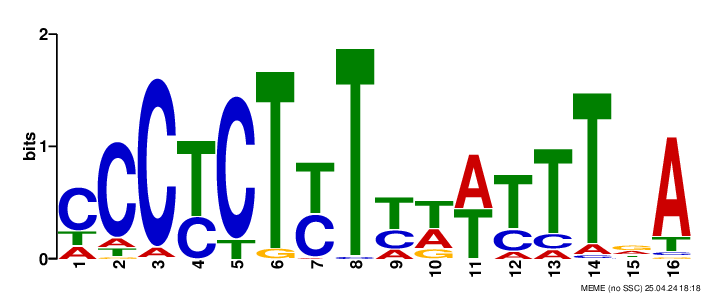 2
bits
1
0
C C C T C T T T T T A T T T G A
T A T C T G C C A T C C A A T
A T A A G A A C C
1 2 3 4 5 6 7 8 9 10 11 12 13 14 15 16
MEME (no SSC) 25.04.24 18:18